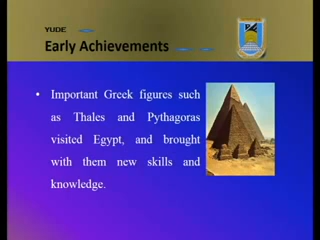 YUDE
Early Achievements
• Important Greek figures such
as Thales and Pythagoras
visited Egypt, and brought
with them new skills and
knowledge.